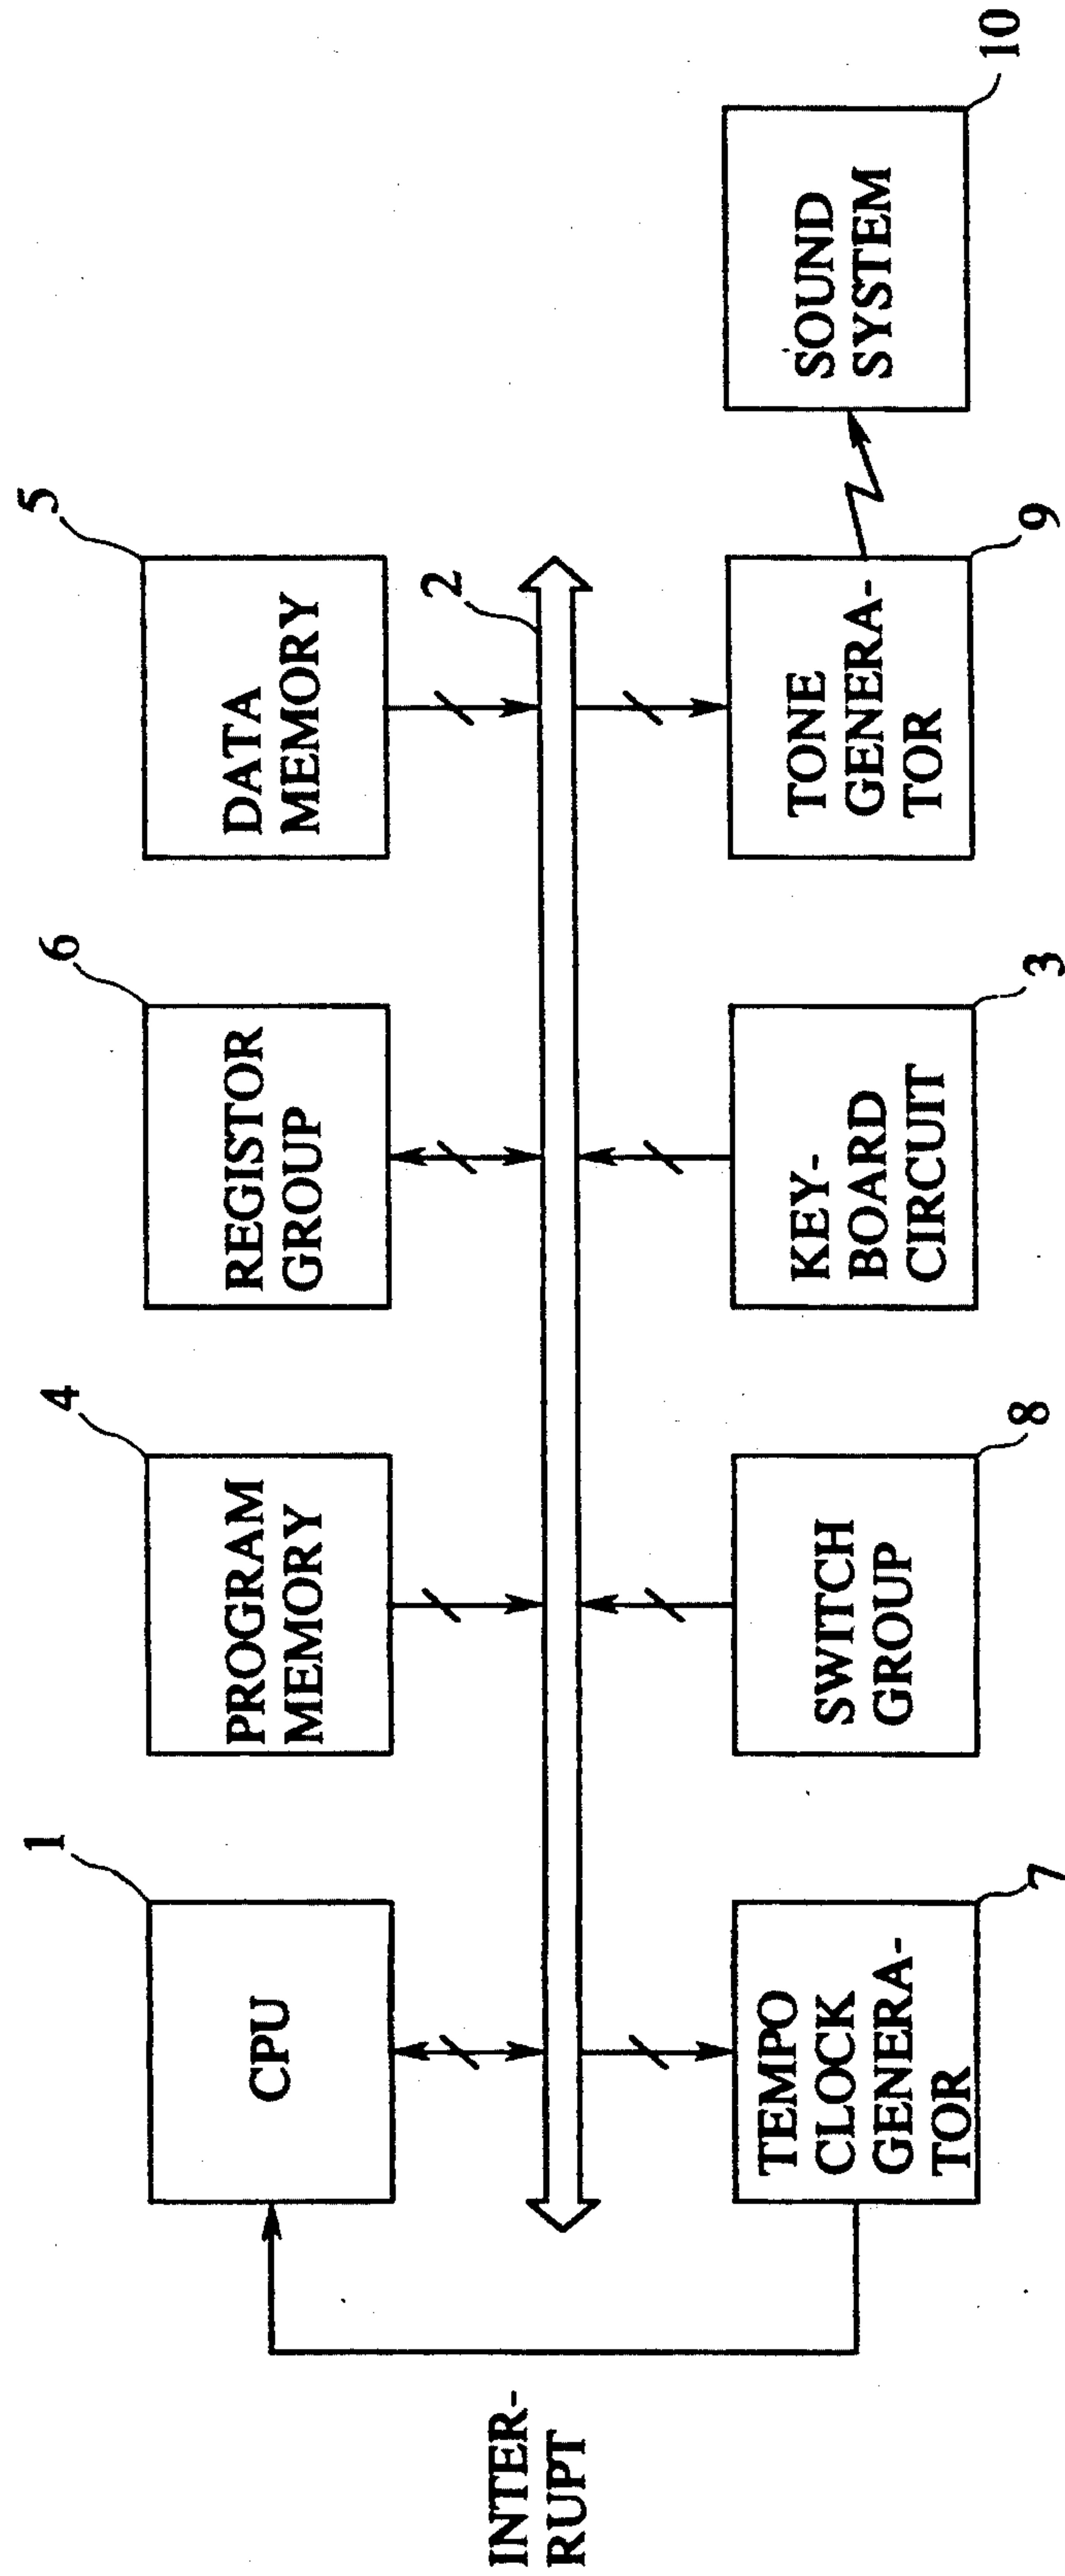 1
CPU
4
PROGRAM
MEMORY
6
REGISTOR
GROUP
5
DATA
MEMORY
2
INTER-
RUPT
TEMPO
CLOCK
GENERA-
TOR
7
SWITCH
GROUP
8
KEY-
BOARD
CIRCUIT
3
TONE
GENERA-
TOR
9
SOUND
SYSTEM
10